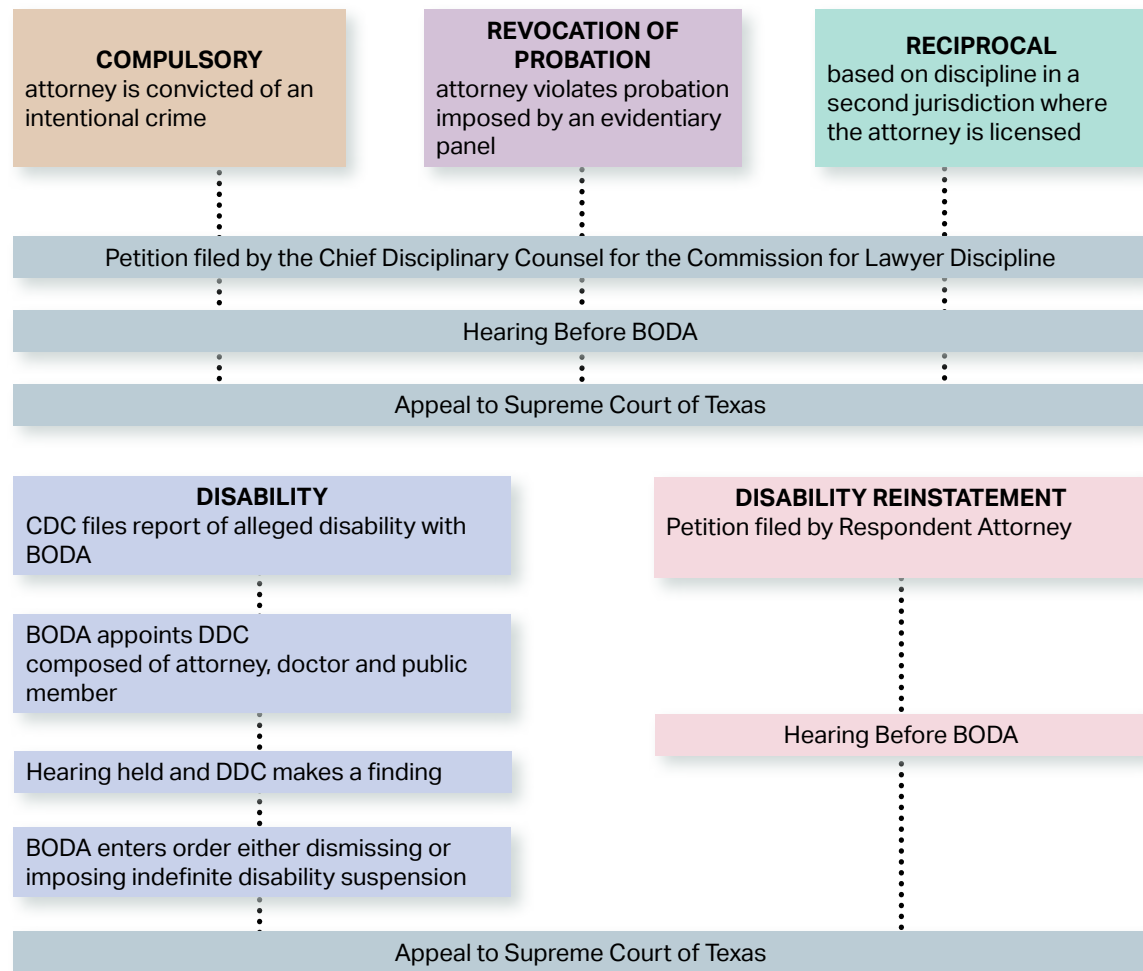 COMPULSORY
attorney is convicted of an
intentional crime
REVOCATION OF
PROBATION
attorney violates probation
imposed by an evidentiary
panel
RECIPROCAL
based on discipline in a
second jurisdiction where
the attorney is licensed
Petition filed by the Chief Disciplinary Counsel for the Commission for Lawyer Discipline
Hearing Before BODA
Appeal to Supreme Court of Texas
DISABILITY
CDC files report of alleged disability with
BODA
BODA appoints DDC
composed of attorney, doctor and public
member
Hearing held and DDC makes a finding
BODA enters order either dismissing or
imposing indefinite disability suspension
DISABILITY REINSTATEMENT
Petition filed by Respondent Attorney
Hearing Before BODA
Appeal to Supreme Court of Texas